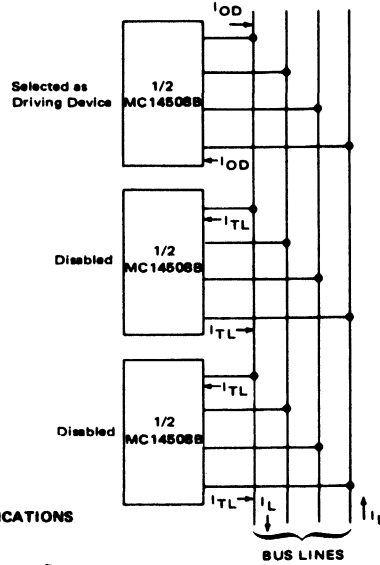 IOD
Selected as
Driving Device
1/2
MC14508B
IOD
ITL
Disabled
1/2
MC14508B
ITL
ITL
Disabled
1/2
MC14508B
ITL
IL
IL
ICATIONS
BUS LINES